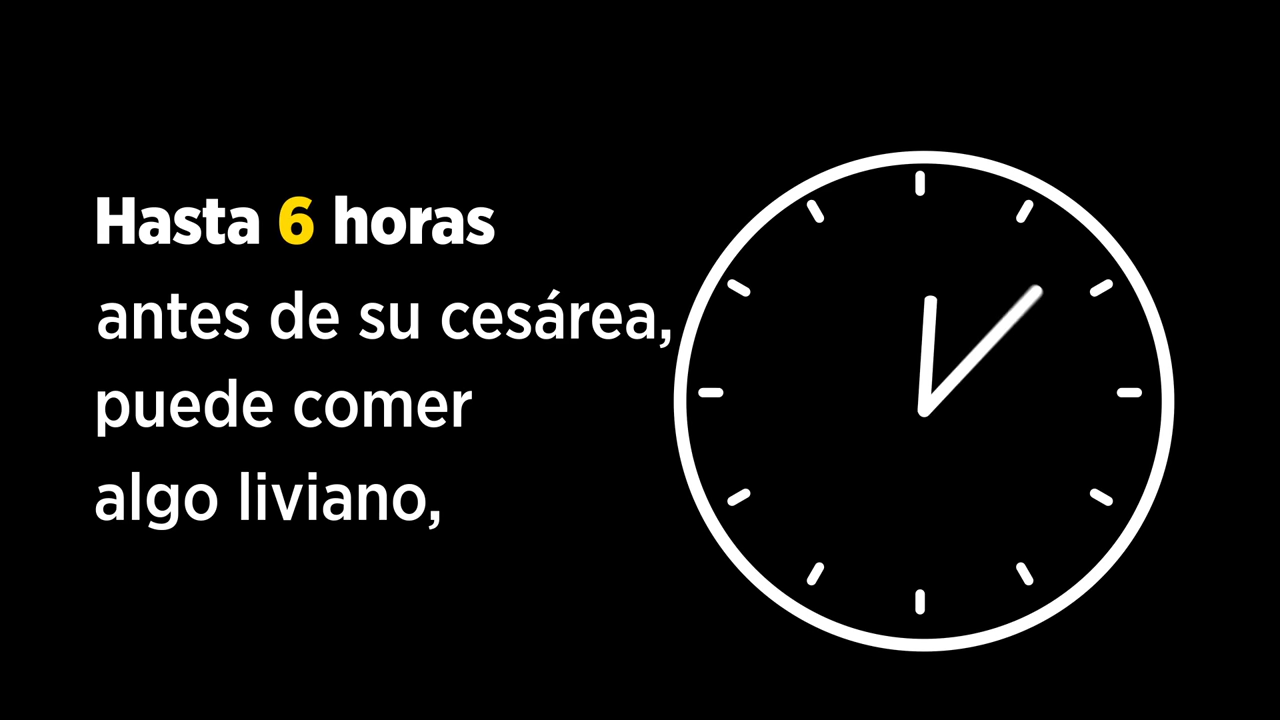 Hasta 6 horas
antes de su cesárea,
puede comer
algo liviano,